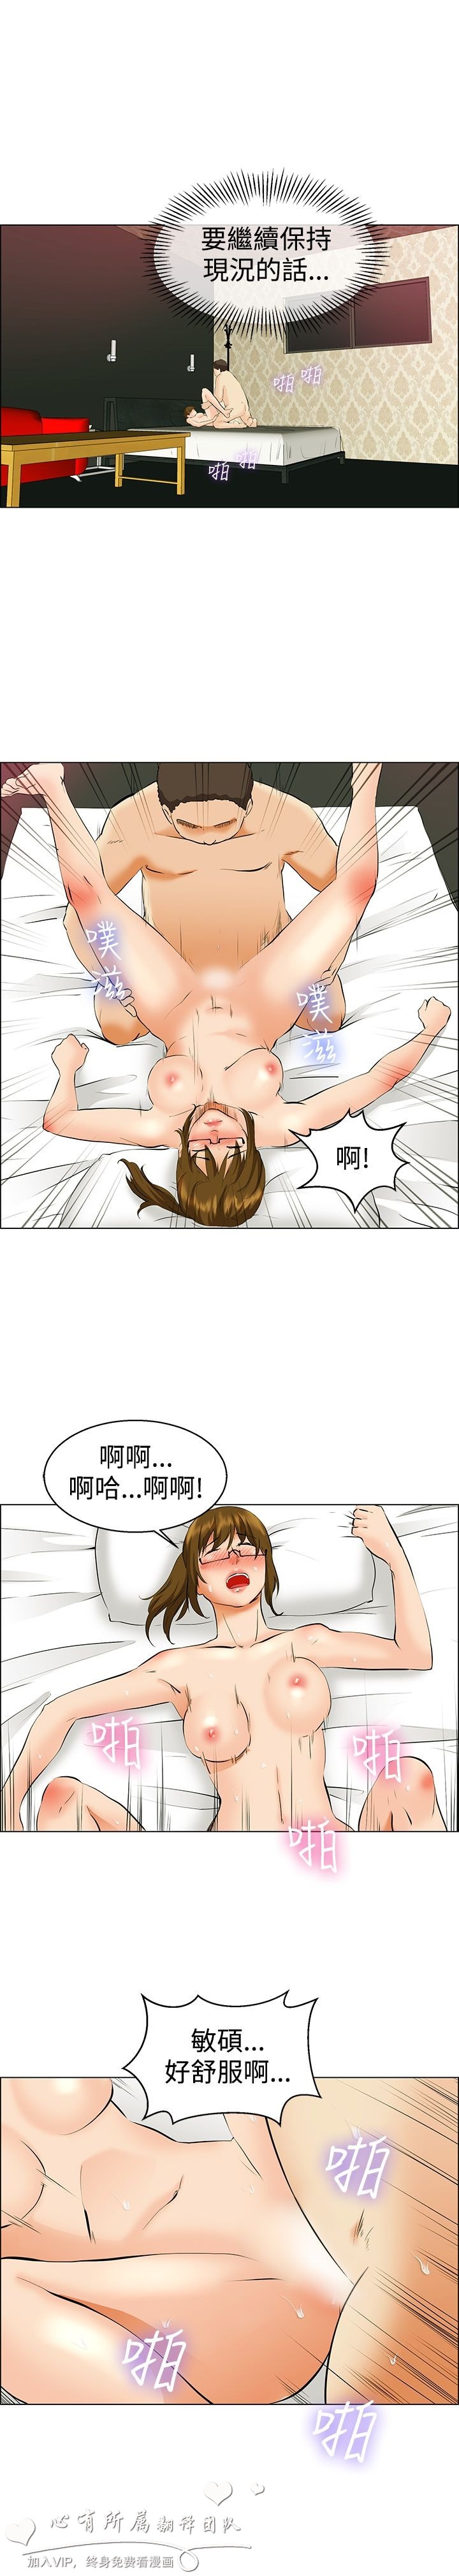 要繼續保持
現況的話...
啪 啪
啪 啪
噗
滋
噗
滋
啊!
啊啊...
啊哈...啊啊!
啪
啪
啪
敏碩...
好舒服啊...
啪
啪
啪
心有所属翻译团队
加入VIP，终身免费看漫画